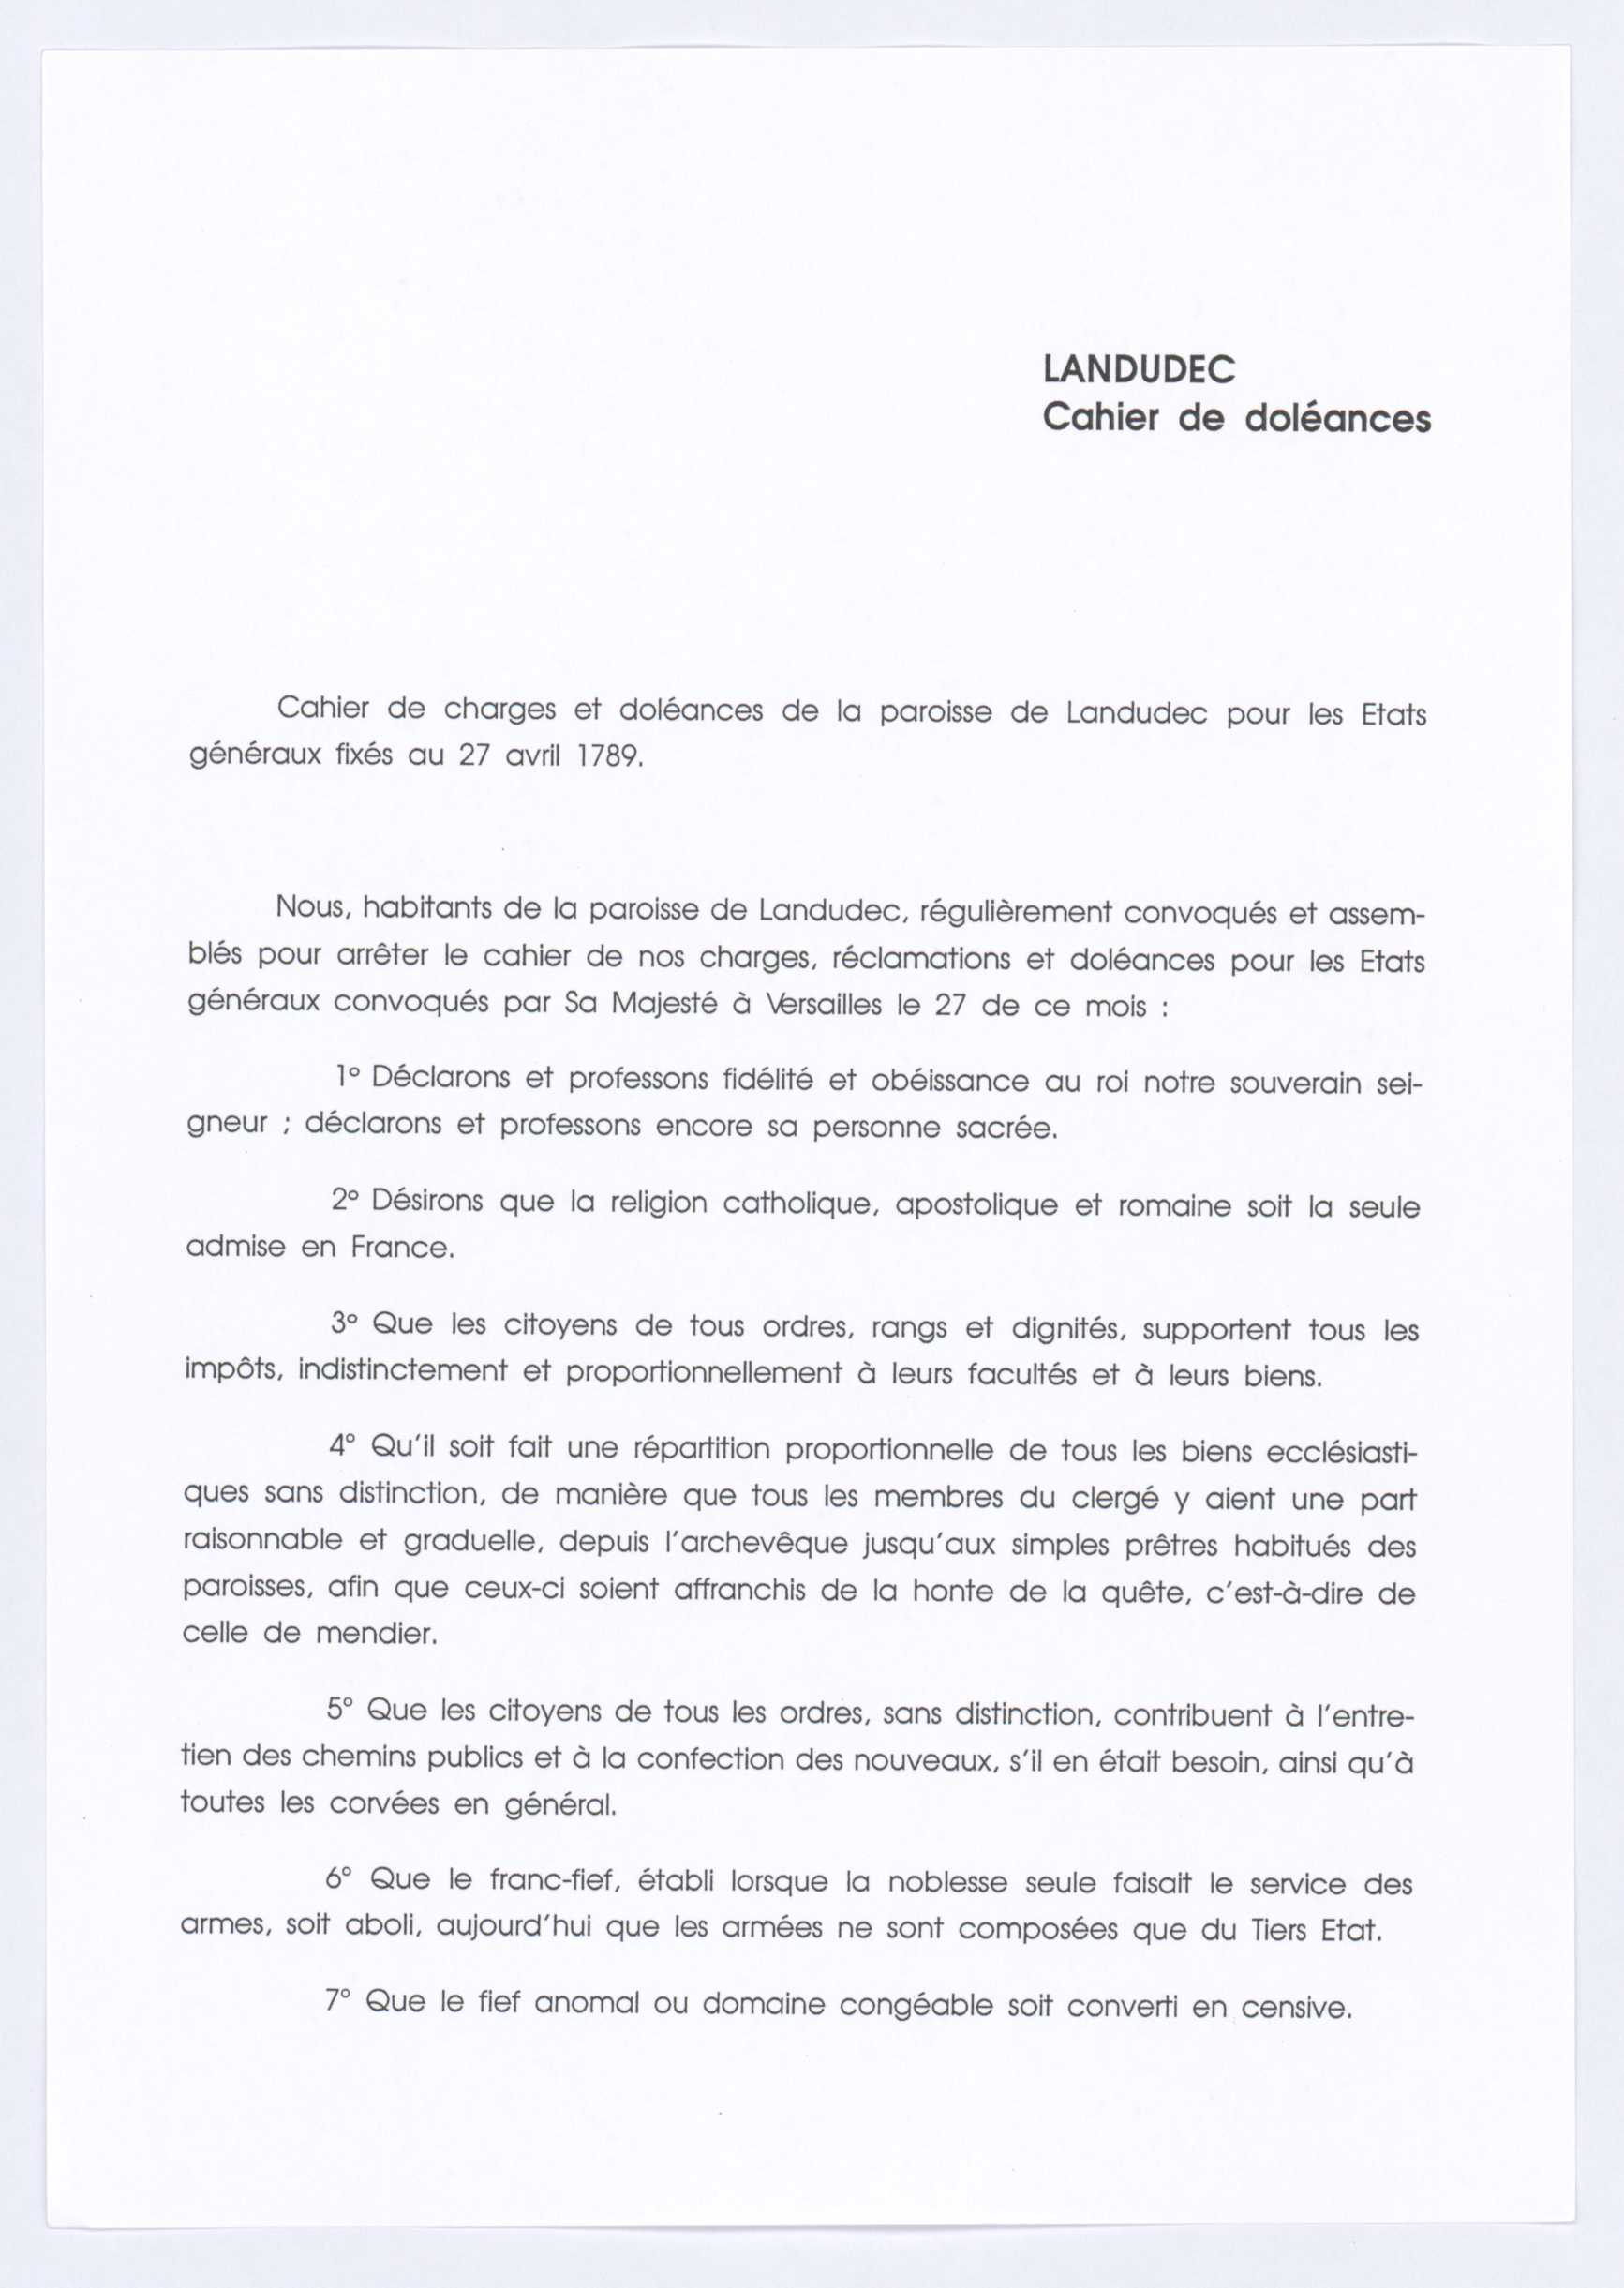 LANDUDEC
Cahier de doléances
Cahier de charges et doléances de la paroisse de Landudec pour les Etats
généraux fixés au 27 avril 1789.
Nous, habitants de la paroisse de Landudec, régulièrement convoqués et assem-
blés pour arrêter le cahier de nos charges, réclamations et doléances pour les Etats
généraux convoqués par Sa Majesté à Versailles le 27 de ce mois :
1° Déclarons et professons fidélité et obéissance au roi notre souverain sei-
gneur ; déclarons et professons encore sa personne sacrée.
2° Désirons que la religion catholique, apostolique et romaine soit la seule
admise en France.
3° Que les citoyens de tous ordres, rangs et dignités, supportent tous les
impôts, indistinctement et proportionnellement à leurs facultés et à leurs biens.
4° Qu'il soit fait une répartition proportionnelle de tous les biens ecclésiasti-
ques sans distinction, de manière que tous les membres du clergé y aient une part
raisonnable et graduelle, depuis l'archevêque jusqu'aux simples prêtres habitués des
paroisses, afin que ceux-ci soient affranchis de la honte de la quête, c'est-à-dire de
celle de mendier.
5° Que les citoyens de tous les ordres, sans distinction, contribuent à l'entre-
tien des chemins publics et à la confection des nouveaux, s'il en était besoin, ainsi qu'à
toutes les corvées en général.
6° Que le franc-fief, établi lorsque la noblesse seule faisait le service des
armes, soit aboli, aujourd'hui que les armées ne sont composées que du Tiers Etat.
7° Que le fief anomal ou domaine congéable soit converti en censive.